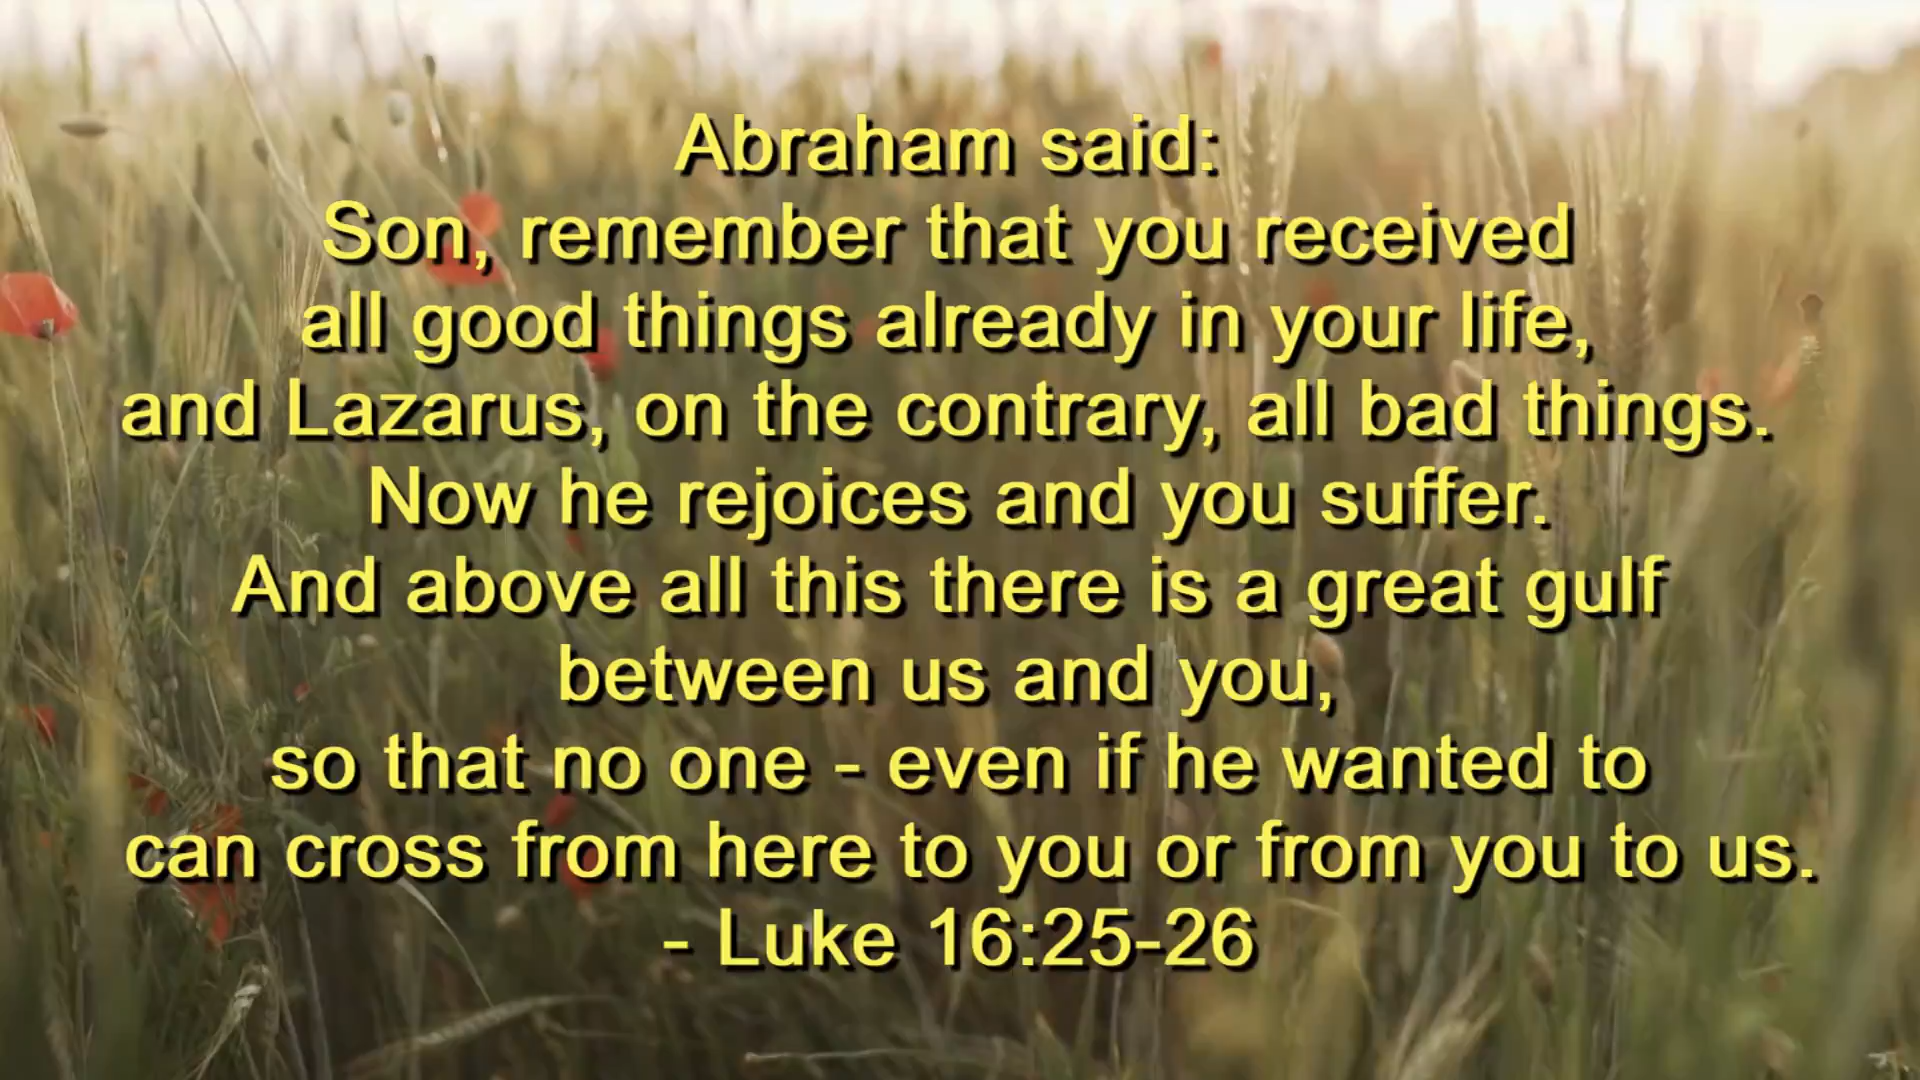 Abraham said:
Son, remember that you received
all good things already in your life,
and Lazarus, on the contrary, all bad things.
Now he rejoices and you suffer.
And above all this there is a great gulf
between us and you,
so that no one - even if he wanted to
can cross from here to you or from you to us.
- Luke 16:25-26